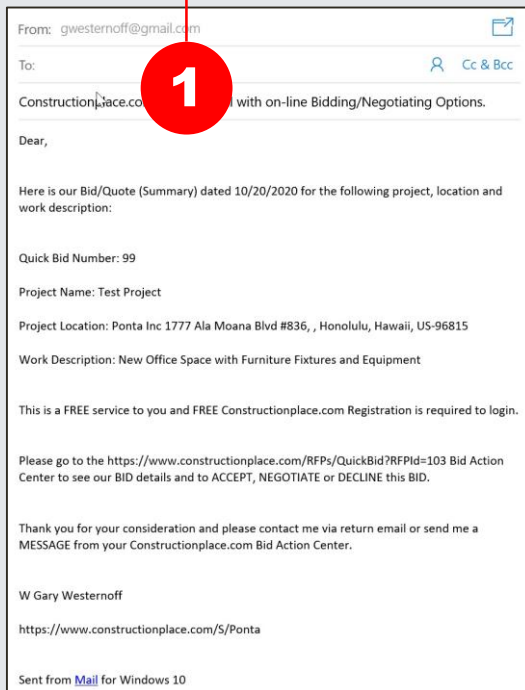 From: gwesternoff@gmail.com
To: Cc & Bcc
1
Constructionplace.co with on-line Bidding/Negotiating Options.
Dear,
Here is our Bid/Quote (Summary) dated 10/20/2020 for the following project, location and
work description:
Quick Bid Number: 99
Project Name: Test Project
Project Location: Ponta Inc 1777 Ala Moana Blvd #836, , Honolulu, Hawaii, US-96815
Work Description: New Office Space with Furniture Fixtures and Equipment
This is a FREE service to you and FREE Constructionplace.com Registration is required to login.
Please go to the https://www.constructionplace.com/RFPs/QuickBid?RFPId=103 Bid Action
Center to see our BID details and to ACCEPT, NEGOTIATE or DECLINE this BID.
Thank you for your consideration and please contact me via return email or send me a
MESSAGE from your Constructionplace.com Bid Action Center.
W Gary Westernoff
https://www.constructionplace.com/S/Ponta
Sent from Mail for Windows 10